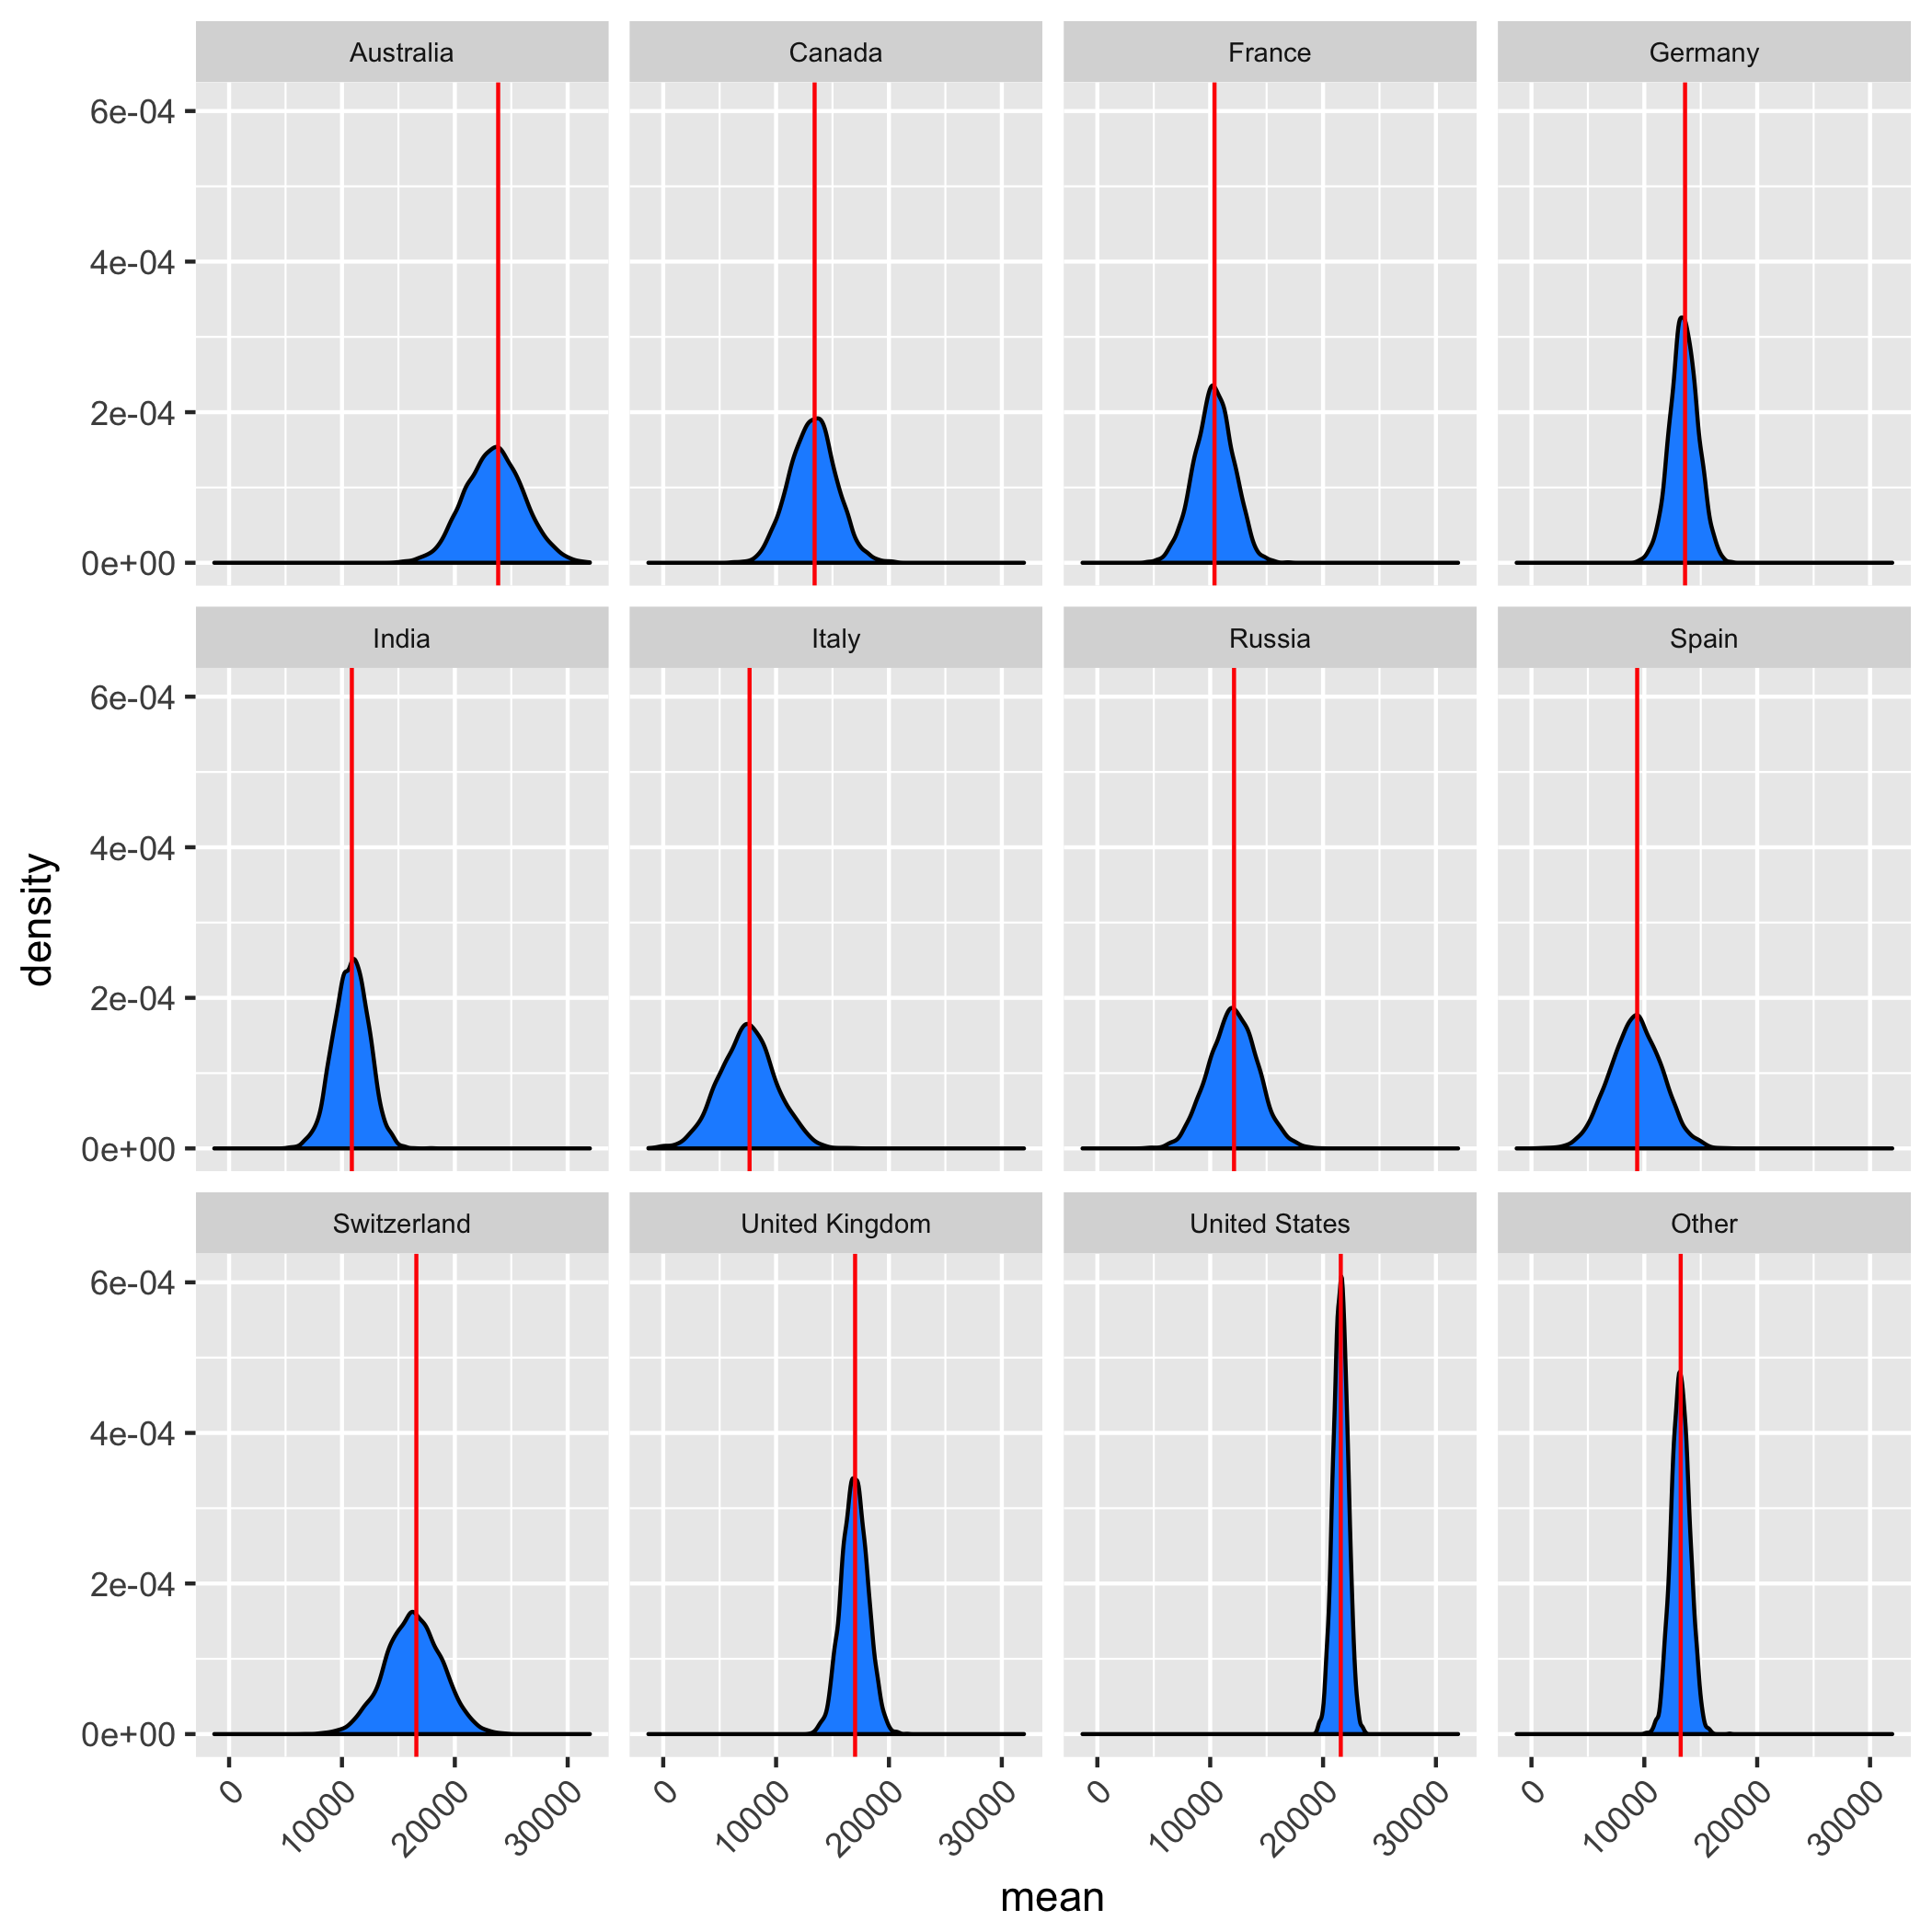 Australia Canada France Germany
6e-04
4e-04
2e-04
0e+00
India Italy Russia Spain
6e-04
4e-04
2e-04
0e+00
density
Switzerland United Kingdom United States Other
6e-04
4e-04
2e-04
0e+00
0 10000 20000 30000 0 10000 20000 30000 0 10000 20000 30000 0 10000 20000 30000
mean